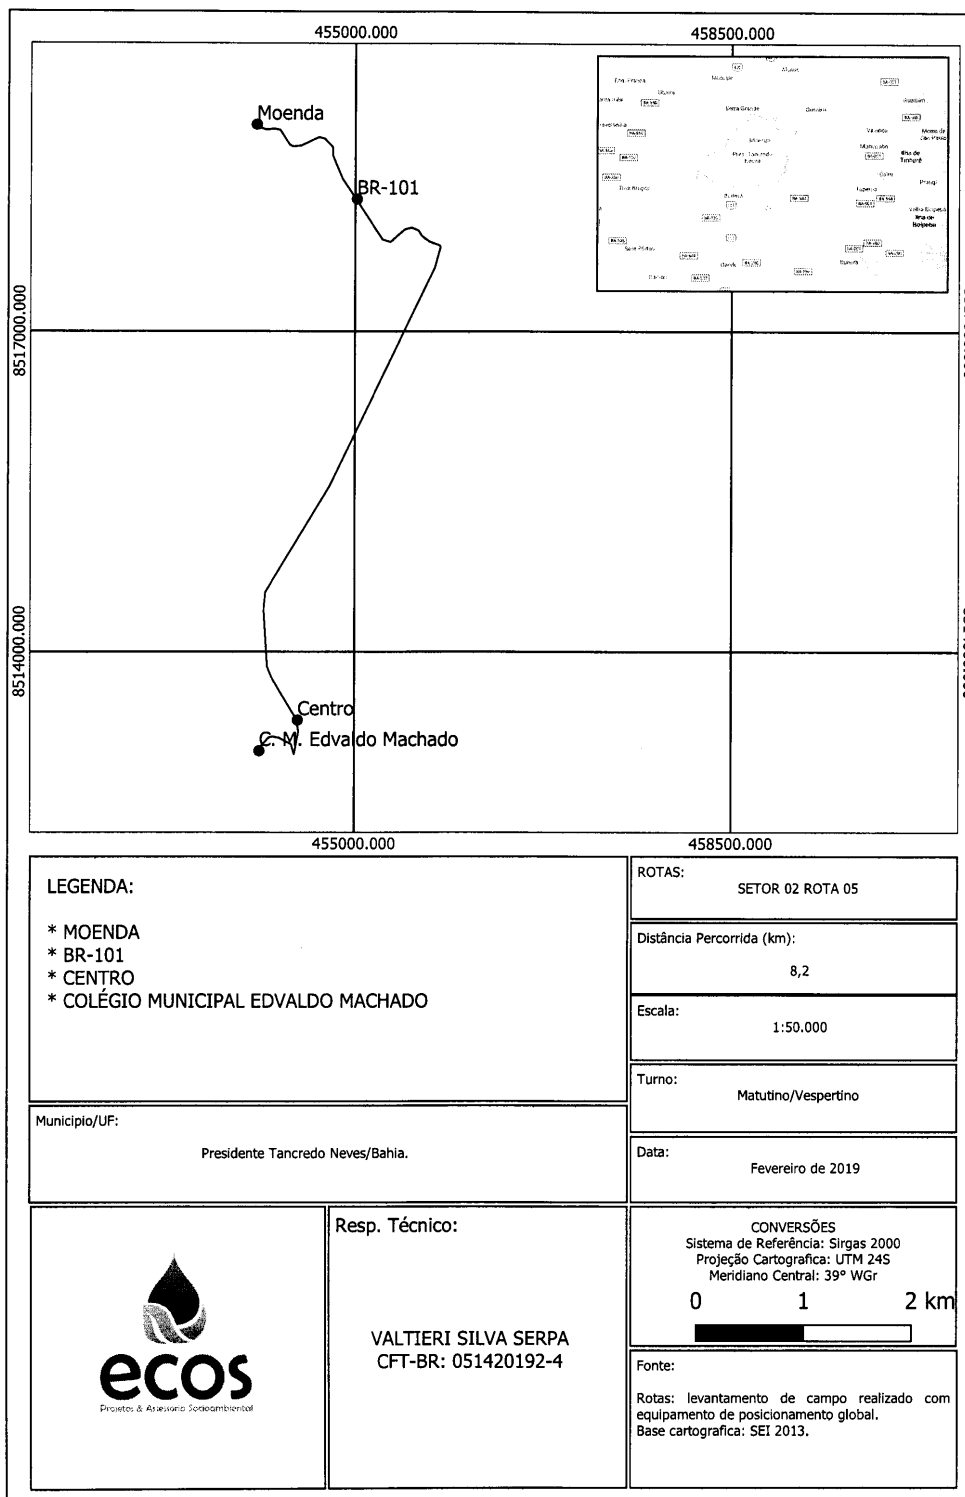 455000.000
458500.000
Moenda
BR-101
8517000.000
8514000.000
Centro
C. M. Edvaldo Machado
455000.000
458500.000
LEGENDA:
* MOENDA
* BR-101
* CENTRO
* COLÉGIO MUNICIPAL EDVALDO MACHADO
ROTAS:
SETOR 02 ROTA 05
Distância Percorrida (km):
8,2
Escala:
1:50.000
Turno:
Matutino/Vespertino
Municipio/UF:
Presidente Tancredo Neves/Bahia.
Data:
Fevereiro de 2019
ecos
Projetos & Assessoria Socioambiental
Resp. Técnico:
VALTIERI SILVA SERPA
CFT-BR: 051420192-4
CONVERSÕES
Sistema de Referência: Sirgas 2000
Projeção Cartografica: UTM 24S
Meridiano Central: 39° WGr
0 1 2 km
Fonte:
Rotas: levantamento de campo realizado com
equipamento de posicionamento global.
Base cartografica: SEI 2013.